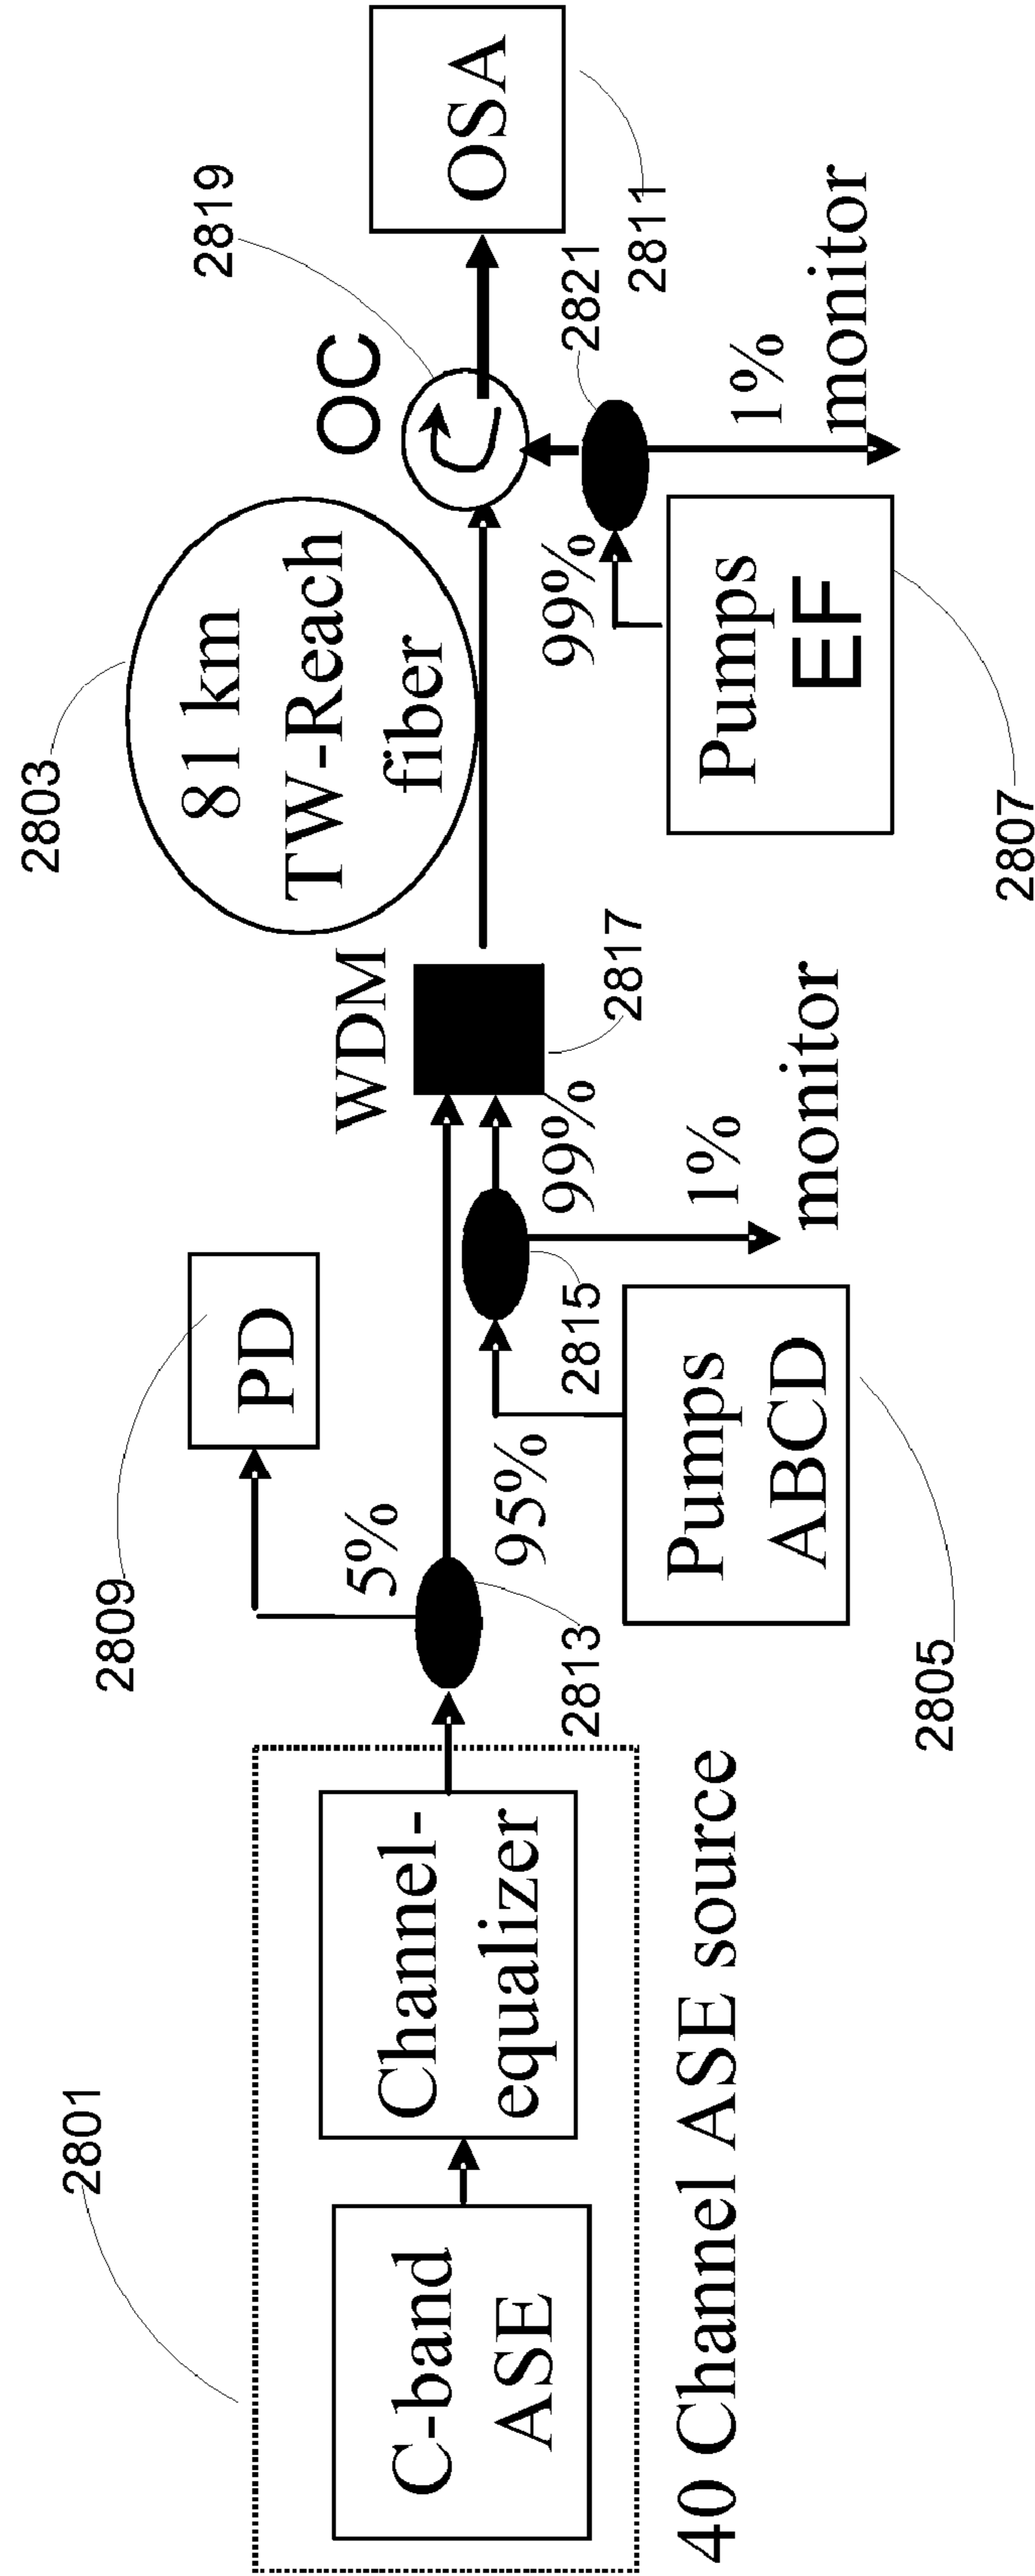 2801
C-band
ASE
Channel-
equalizer
40 Channel ASE source
2809
PD
5%
2813
95%
Pumps
ABCD
2805
2815
99%
1%
monitor
WDM
2817
2803
81 km
TW-Reach
fiber
OC
2819
99%
Pumps
EF
2807
2821
1%
monitor
OSA
2811